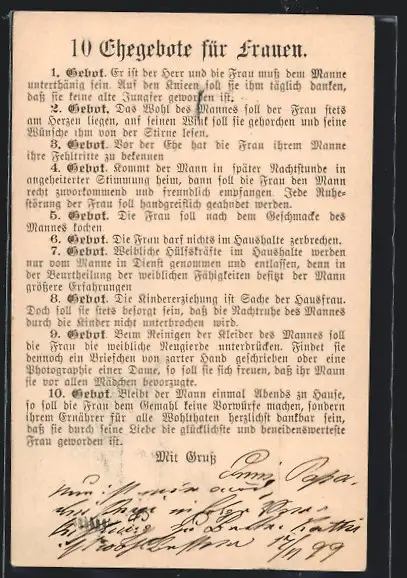 10 Ehegebote für Frauen.
1. Gebot. Er ist der Herr und die Frau muß dem Manne
unterthänig sein. Auf den Knieen soll sie ihm täglich danken,
daß sie keine alte Jungfer geworden ist.
2. Gebot. Das Wohl des Mannes soll der Frau stets
am Herzen liegen, auf seinen Wink soll sie gehorchen und seine
Wünsche ihm von der Stirne lesen.
3. Gebot. Vor der Ehe hat die Frau ihrem Manne
ihre Fehltritte zu bekennen
4. Gebot. Kommt der Mann in später Nachtstunde in
angeheiterter Stimmung heim, dann soll die Frau den Mann
recht zuvorkommend und freundlich empfangen. Jede Ruhe-
störung der Frau soll handgreiflich geahndet werden.
5. Gebot. Die Frau soll nach dem Geschmacke des
Mannes kochen
6. Gebot. Die Frau darf nichts im Haushalte zerbrechen.
7. Gebot. Weibliche Hülfskräfte im Haushalte werden
nur vom Manne in Dienst genommen und entlassen, denn in
der Beurtheilung der weiblichen Fähigkeiten besitzt der Mann
größere Erfahrungen
8. Gebot. Die Kindererziehung ist Sache der Hausfrau.
Doch soll sie stets besorgt sein, daß die Nachtruhe des Mannes
durch die Kinder nicht unterbrochen wird.
9. Gebot. Beim Reinigen der Kleider des Mannes soll
die Frau die weibliche Neugierde unterdrücken. Findet sie
dennoch ein Briefchen von zarter Hand geschrieben oder eine
Photographie einer Dame, so soll sie sich freuen, daß ihr Mann
sie vor allen Mädchen bevorzugte.
10. Gebot. Bleibt der Mann einmal Abends zu Hause,
so soll die Frau dem Gemahl keine Vorwürfe machen, sondern
ihrem Ernährer für alle Wohlthaten herzlichst dankbar sein,
daß sie durch seine Liebe die glücklichste und beneidenswerteste
Frau geworden ist.
Mit Gruß
Papa.
99